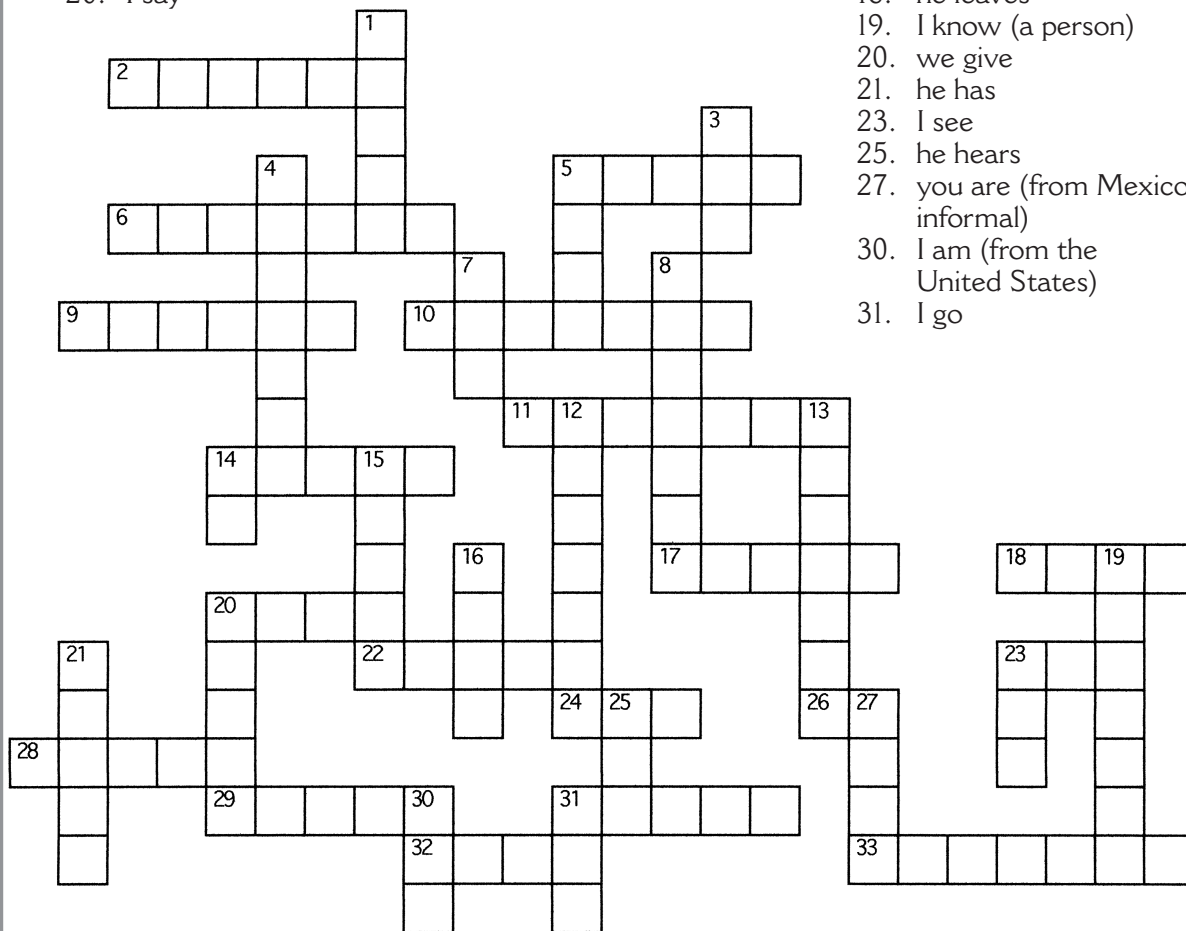 20. I say
16. he leaves
19. I know (a person)
20. we give
21. he has
23. I see
25. he hears
27. you are (from Mexico
informal)
30. I am (from the
United States)
31. I go
1
2
3
4 5
6
7 8
9 10
11 12 13
14 15
16 17 18 19
20
21 22 23
24 25 26 27
28
29 30 31
32 33